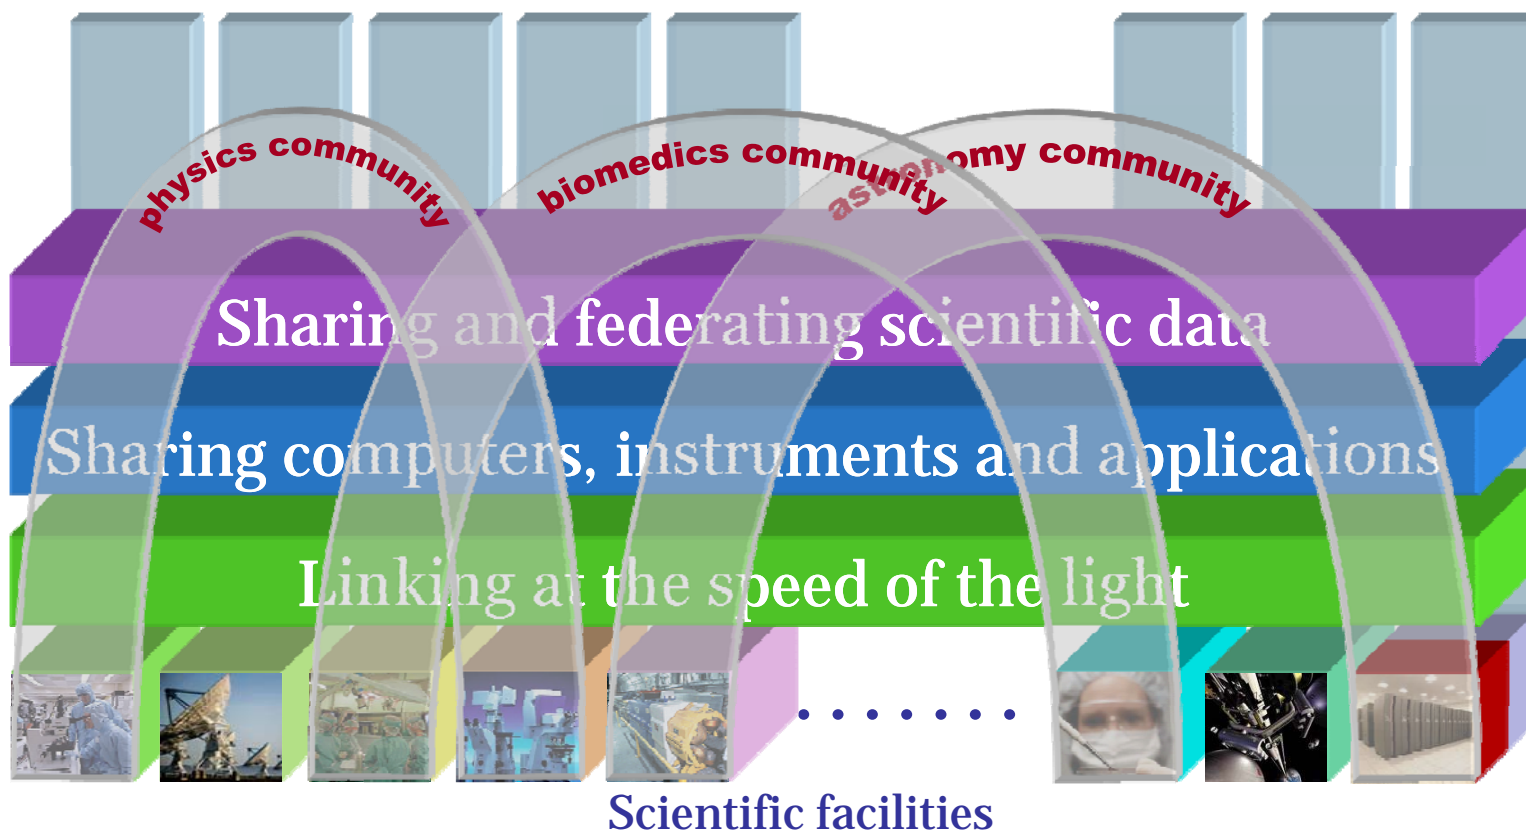 physics community
biomedics community
astronomy community
Sharing and federating scientific data
Sharing computers, instruments and applications
Linking at the speed of the light
Scientific facilities